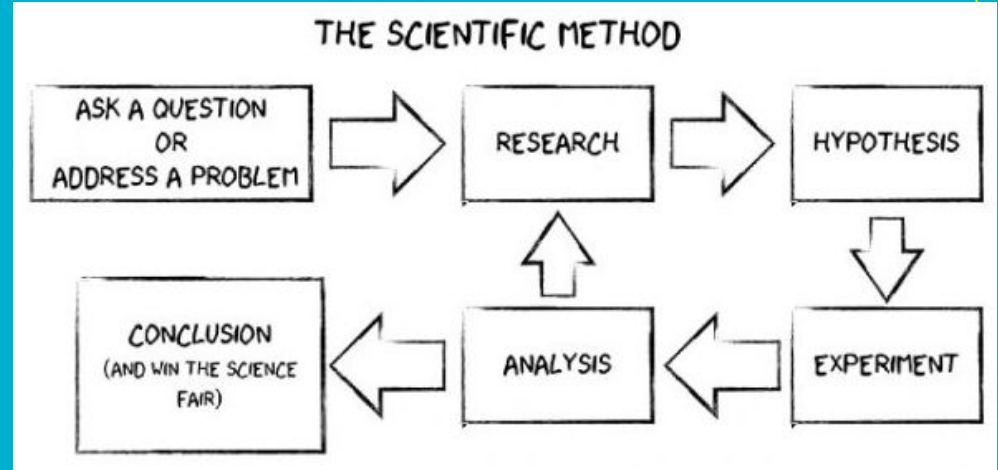 THE SCIENTIFIC METHOD
ASK A QUESTION
OR
ADDRESS A PROBLEM
RESEARCH
HYPOTHESIS
EXPERIMENT
ANALYSIS
CONCLUSION
(AND WIN THE SCIENCE
FAIR)